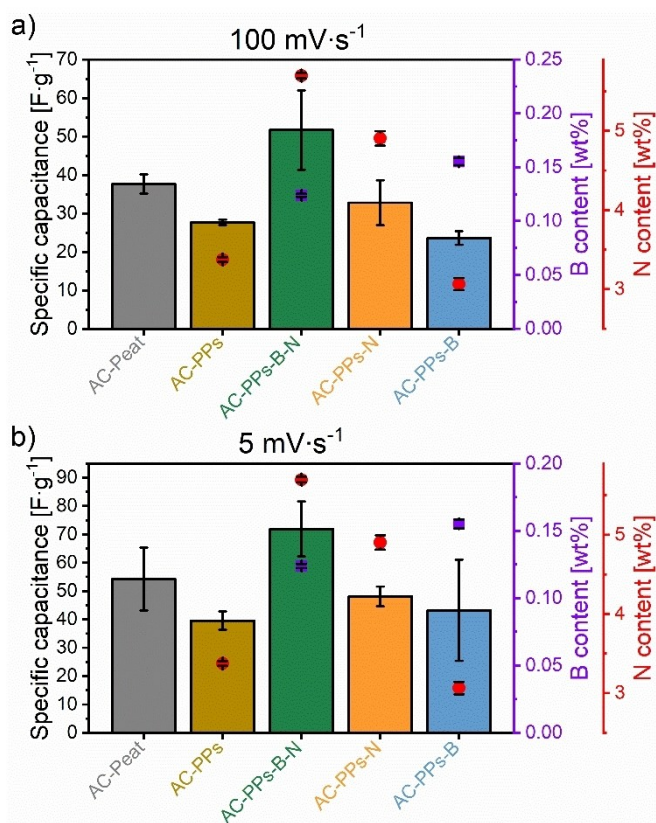 a)
100 mV·s⁻¹
Specific capacitance [F·g⁻¹]
70
60
50
40
30
20
10
0
0.25
0.20
0.15
0.10
0.05
0.00
B content [wt%]
5
4
3
N content [wt%]
AC-Peat
AC-PPs
AC-PPs-B-N
AC-PPs-N
AC-PPs-B
b)
5 mV·s⁻¹
Specific capacitance [F·g⁻¹]
90
80
70
60
50
40
30
20
10
0
0.20
0.15
0.10
0.05
0.00
B content [wt%]
5
4
3
N content [wt%]
AC-Peat
AC-PPs
AC-PPs-B-N
AC-PPs-N
AC-PPs-B